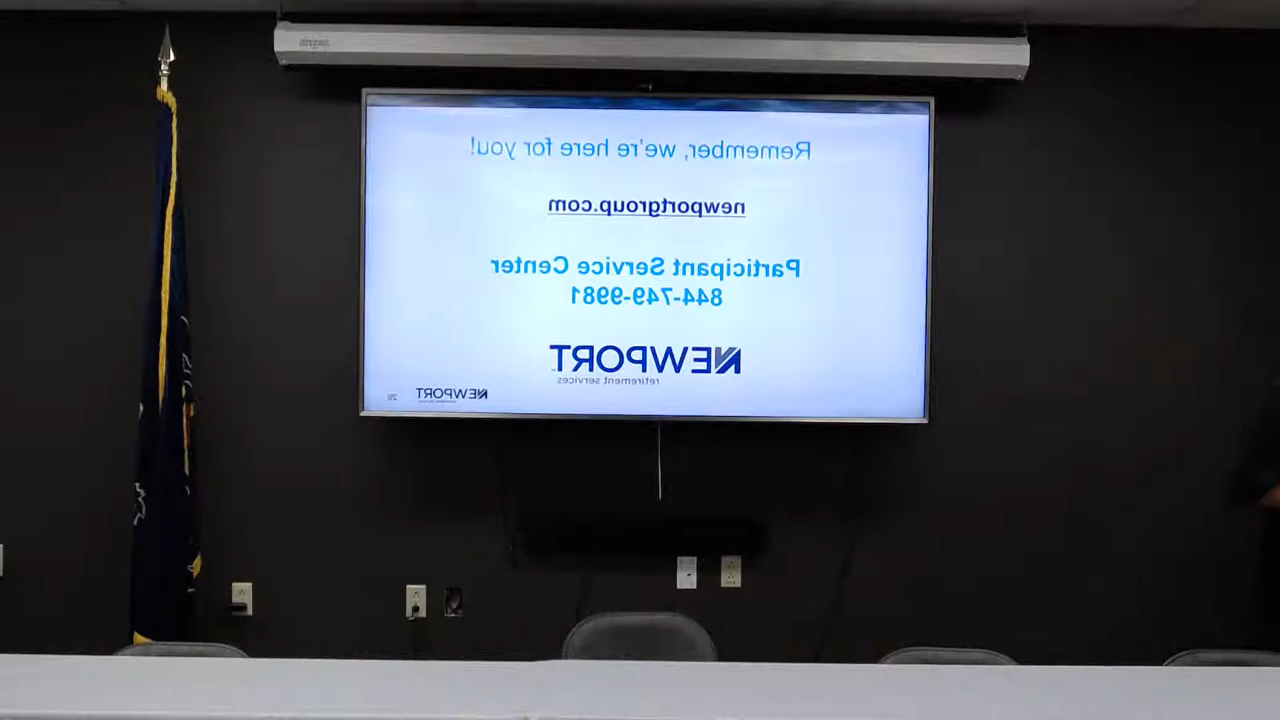 Remember, we're here for you!
newportgroup.com
Participant Service Center
844-749-9981
NEWPORT
retirement services
NEWPORT